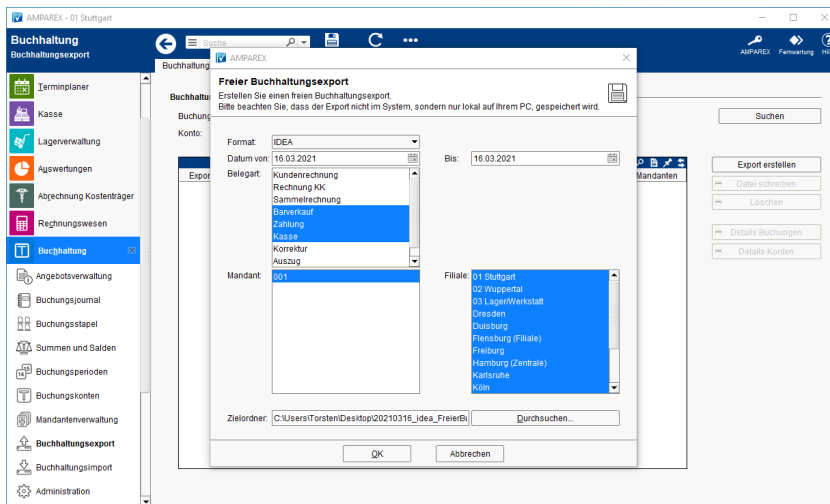 AMPAREX - 01 Stuttgart
Buchhaltung
Buchhaltungsexport
Suche
AMPAREX
Fernwartung
Terminplaner
Kasse
Lagerverwaltung
Auswertungen
Abrechnung Kostenträger
Rechnungswesen
Buchhaltung
Angebotsverwaltung
Buchungsjournal
Buchungsstapel
Summen und Salden
Buchungsperioden
Buchungskonten
Mandantenverwaltung
Buchhaltungsexport
Buchhaltungsimport
Administration
Konto:
Suchen
Mandanten
Export erstellen
Datei schreiben
Löschen
Details Buchungen
Details Konten
AMPAREX
Freier Buchhaltungsexport
Erstellen Sie einen freien Buchhaltungsexport.
Bitte beachten Sie, dass der Export nicht im System, sondern nur lokal auf Ihrem PC, gespeichert wird.
Format: IDEA
Datum von: 16.03.2021 Bis: 16.03.2021
Belegart:
Kundenrechnung
Rechnung KK
Sammelrechnung
Barverkauf
Zahlung
Kasse
Korrektur
Auszug
Mandant: 001
Filiale: 01 Stuttgart
02 Wuppertal
03 Lager/Werkstatt
Dresden
Duisburg
Flensburg (Filiale)
Freiburg
Hamburg (Zentrale)
Karlsruhe
Köln
Zielordner: C:\Users\Torsten\Desktop\20210316_idea_FreierBu Durchsuchen...
OK Abbrechen